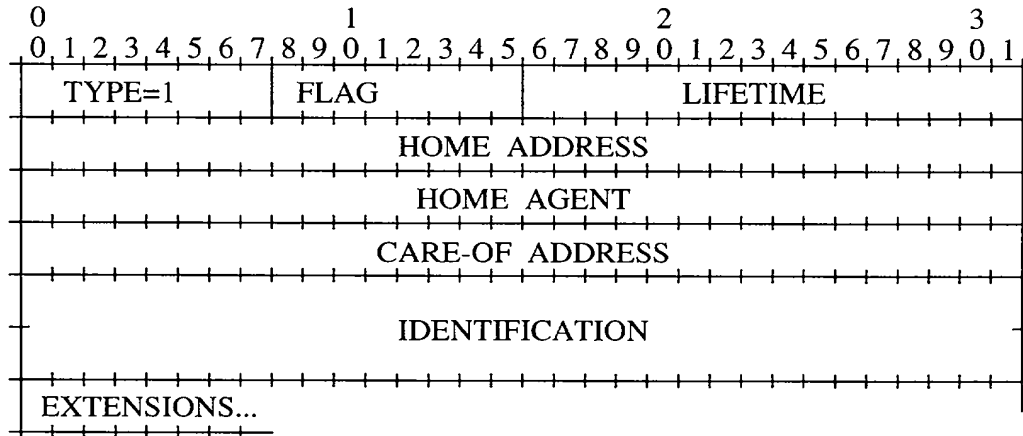 0 1 2 3
0 1 2 3 4 5 6 7 8 9 0 1 2 3 4 5 6 7 8 9 0 1 2 3 4 5 6 7 8 9 0 1
TYPE=1 FLAG LIFETIME
HOME ADDRESS
HOME AGENT
CARE-OF ADDRESS
IDENTIFICATION
EXTENSIONS...